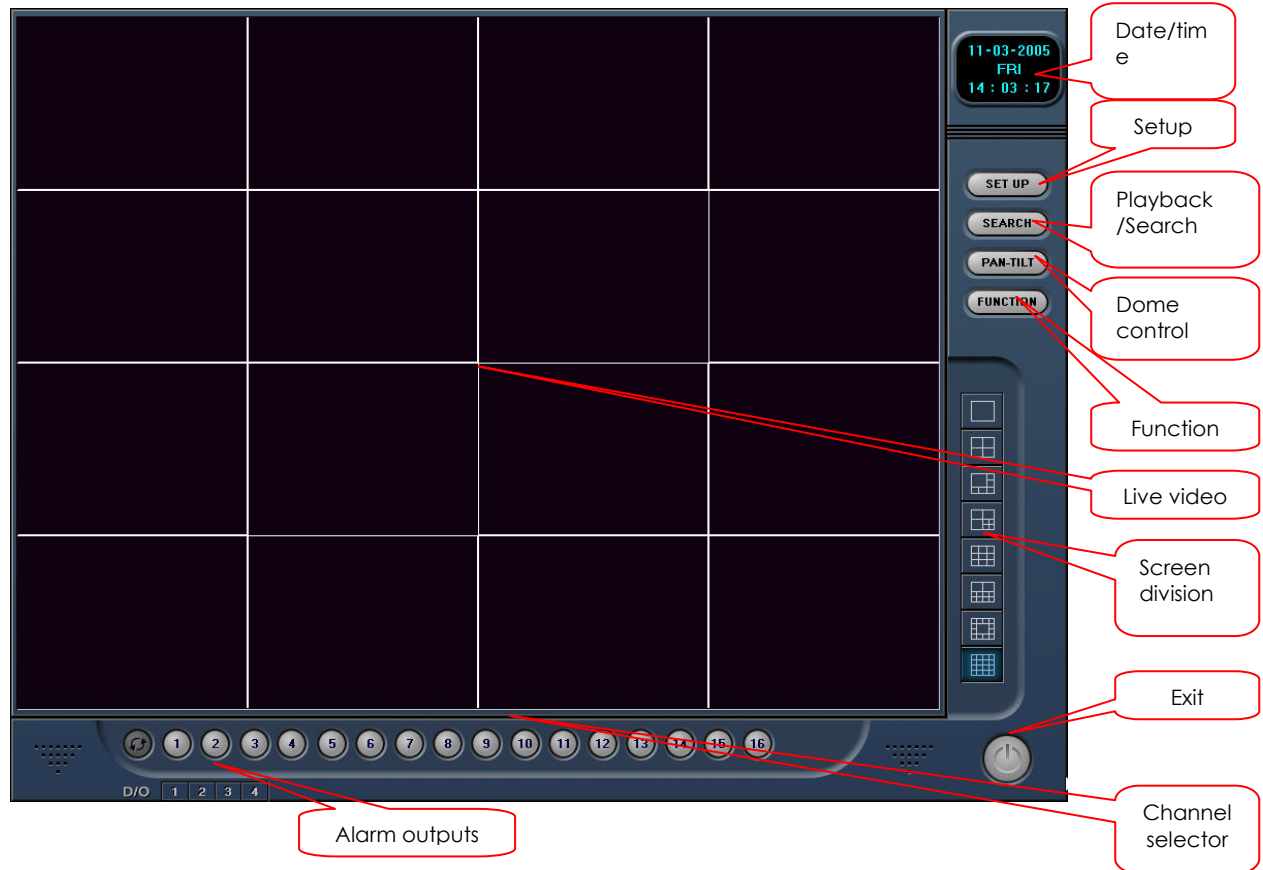 Date/tim
e
11-03-2005
FRI
14 : 03 : 17
Setup
SET UP
Playback
/Search
SEARCH
PAN-TILT
Dome
control
FUNCTION
Function
Live video
Screen
division
Exit
1 2 3 4 5 6 7 8 9 10 11 12 13 14 15 16
D/O 1 2 3 4
Channel
selector
Alarm outputs